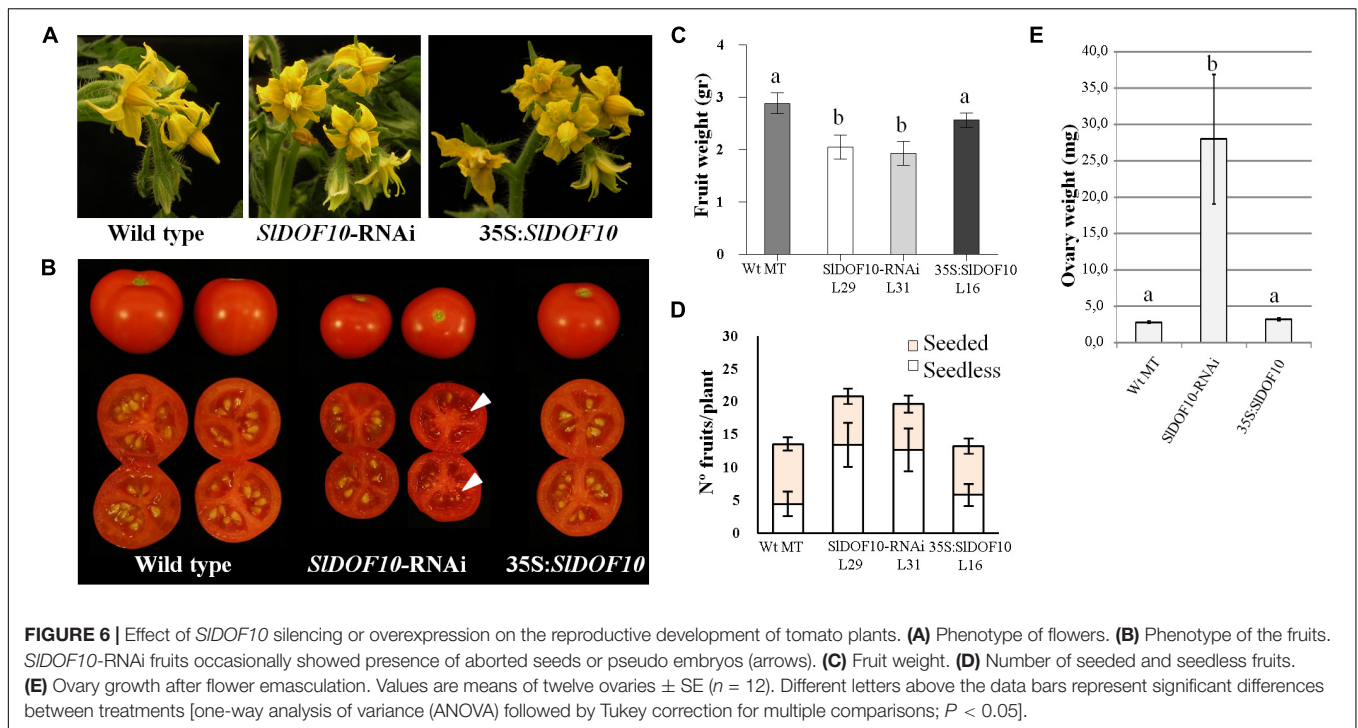 A
Wild type
SlDOF10-RNAi
35S:SlDOF10
B
Wild type
SlDOF10-RNAi
35S:SlDOF10
C
Fruit weight (gr)
4
3
2
1
0
a
b
b
a
Wt MT
SlDOF10-RNAi
35S:SlDOF10
L29
L31
L16
D
Nº fruits/plant
30
25
20
15
10
5
0
Seeded
Seedless
Wt MT
SlDOF10-RNAi
35S:SlDOF10
L29
L31
L16
E
Ovary weight (mg)
40,0
35,0
30,0
25,0
20,0
15,0
10,0
5,0
0,0
a
b
a
Wt MT
SlDOF10-RNAi
35S:SlDOF10
FIGURE 6 | Effect of SlDOF10 silencing or overexpression on the reproductive development of tomato plants. (A) Phenotype of flowers. (B) Phenotype of the fruits.
SlDOF10-RNAi fruits occasionally showed presence of aborted seeds or pseudo embryos (arrows). (C) Fruit weight. (D) Number of seeded and seedless fruits.
(E) Ovary growth after flower emasculation. Values are means of twelve ovaries ± SE (n = 12). Different letters above the data bars represent significant differences
between treatments [one-way analysis of variance (ANOVA) followed by Tukey correction for multiple comparisons; P < 0.05].